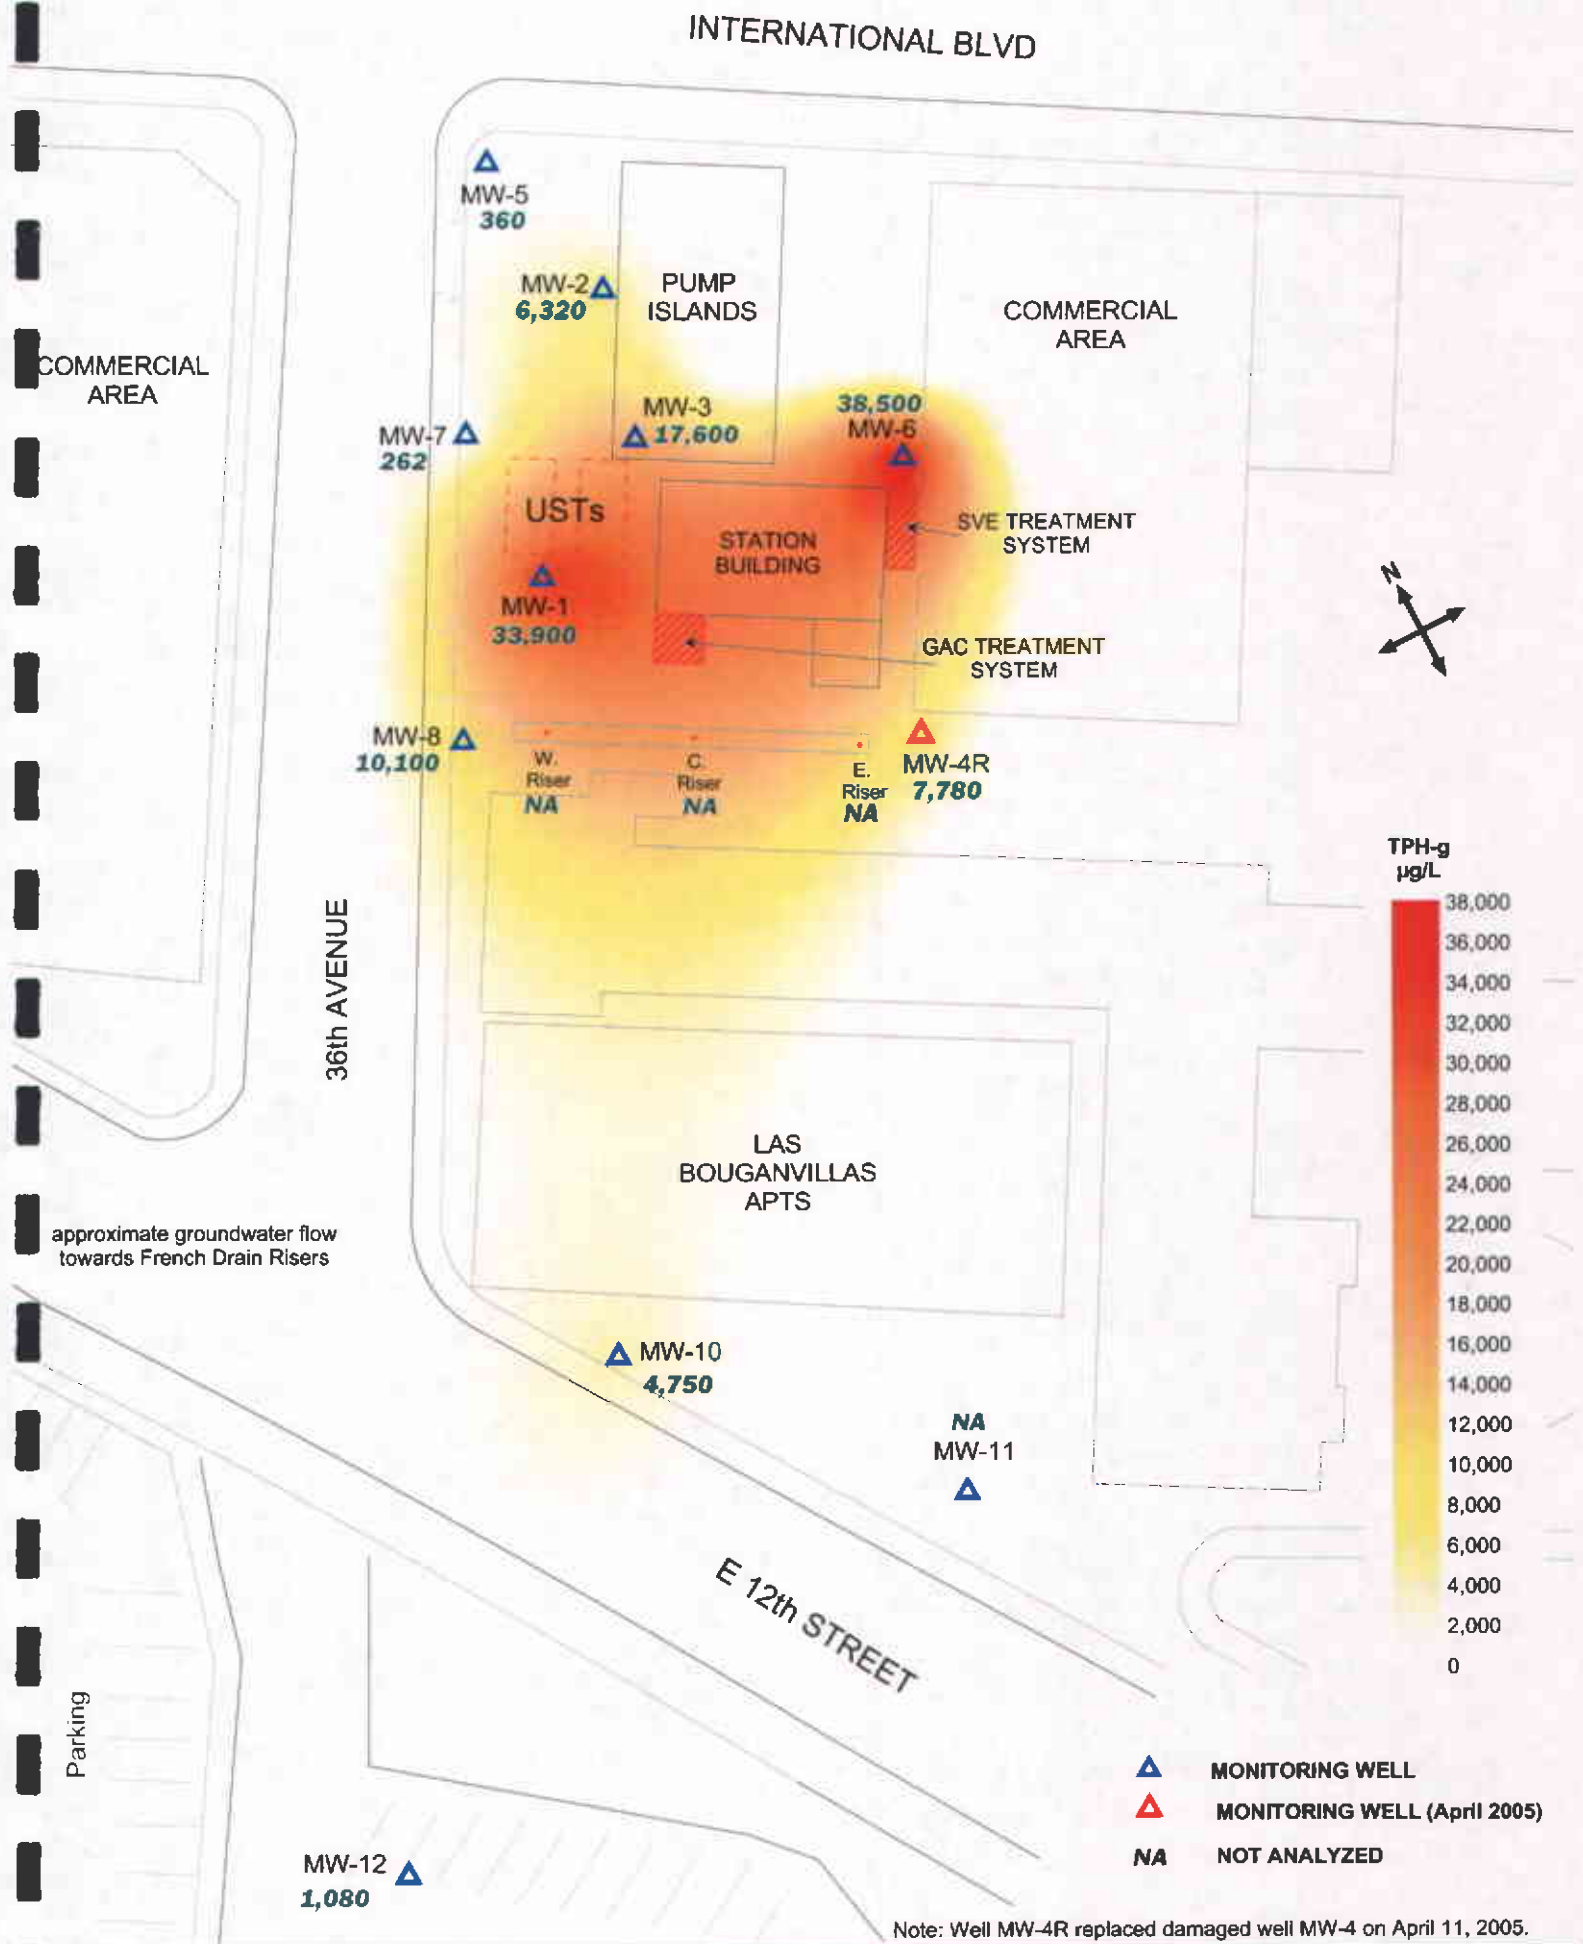 INTERNATIONAL BLVD
MW-5
360
MW-2
6,320
PUMP
ISLANDS
COMMERCIAL
AREA
COMMERCIAL
AREA
MW-7
262
MW-3
17,600
38,500
MW-6
USTs
STATION
BUILDING
SVE TREATMENT
SYSTEM
MW-1
33,900
GAC TREATMENT
SYSTEM
N
MW-8
10,100
W.
Riser
NA
C.
Riser
NA
E.
Riser
NA
MW-4R
7,780
36th AVENUE
TPH-g
µg/L
38,000
36,000
34,000
32,000
30,000
28,000
26,000
24,000
22,000
20,000
18,000
16,000
14,000
12,000
10,000
8,000
6,000
4,000
2,000
0
LAS
BOUGANVILLAS
APTS
approximate groundwater flow
towards French Drain Risers
MW-10
4,750
NA
MW-11
E 12th STREET
Parking
MW-12
1,080
MONITORING WELL
MONITORING WELL (April 2005)
NA NOT ANALYZED
Note: Well MW-4R replaced damaged well MW-4 on April 11, 2005.